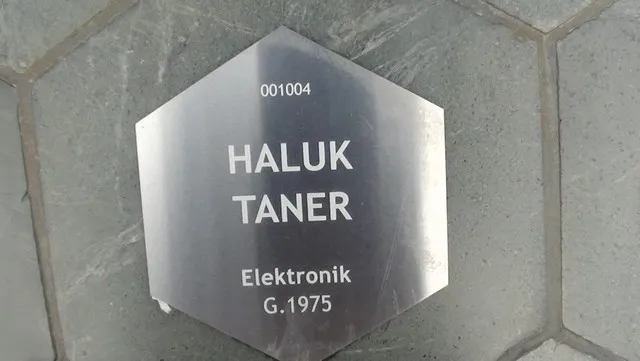 001004
HALUK
TANER
Elektronik
G.1975